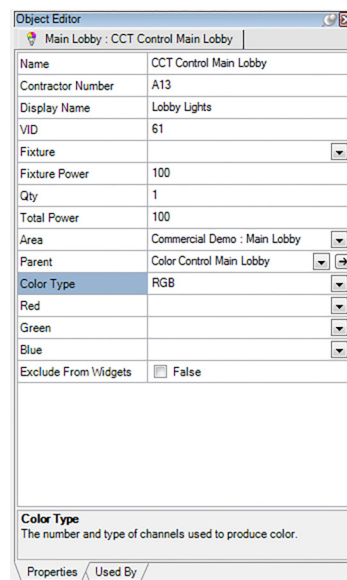 Object Editor
Main Lobby : CCT Control Main Lobby
Name CCT Control Main Lobby
Contractor Number A13
Display Name Lobby Lights
VID 61
Fixture
Fixture Power 100
Qty 1
Total Power 100
Area Commercial Demo : Main Lobby
Parent Color Control Main Lobby
Color Type RGB
Red
Green
Blue
Exclude From Widgets False
Color Type
The number and type of channels used to produce color.
Properties Used By